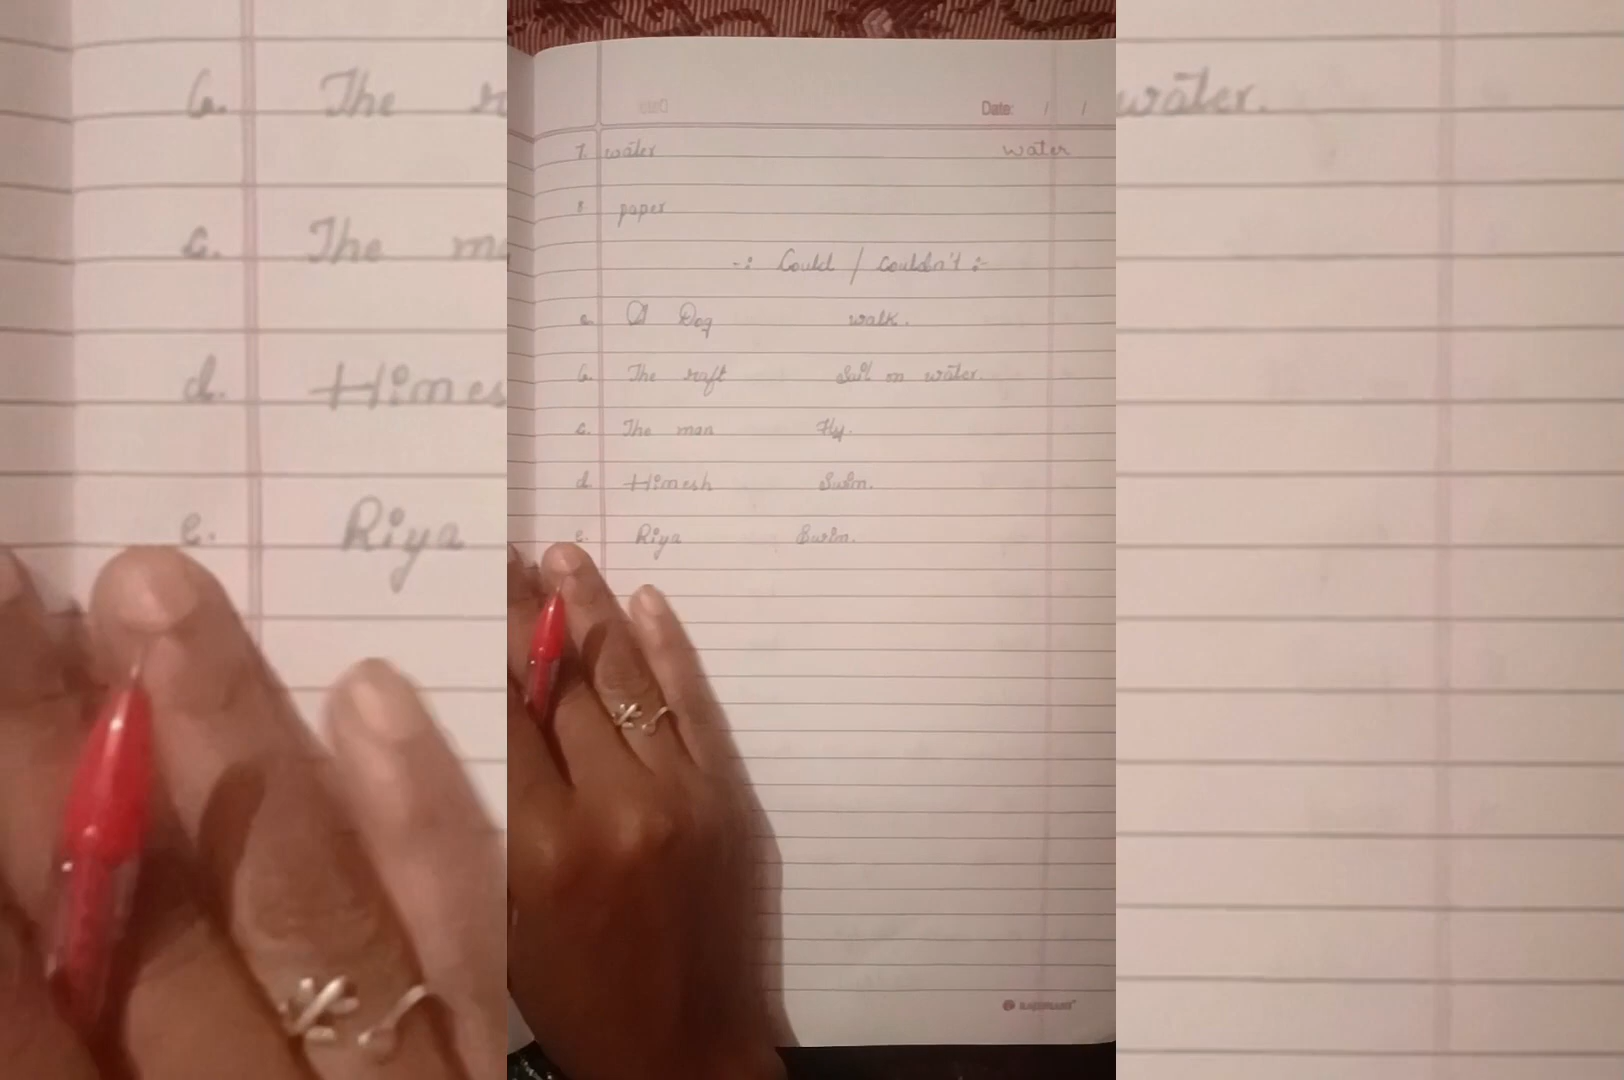 Date: / /
7. water water
8. paper
-: Could / Couldn't :-
a. A Dog walk.
b. The raft Sail on water.
c. The man Fly.
d. Himesh Swim.
e. Riya Swim.